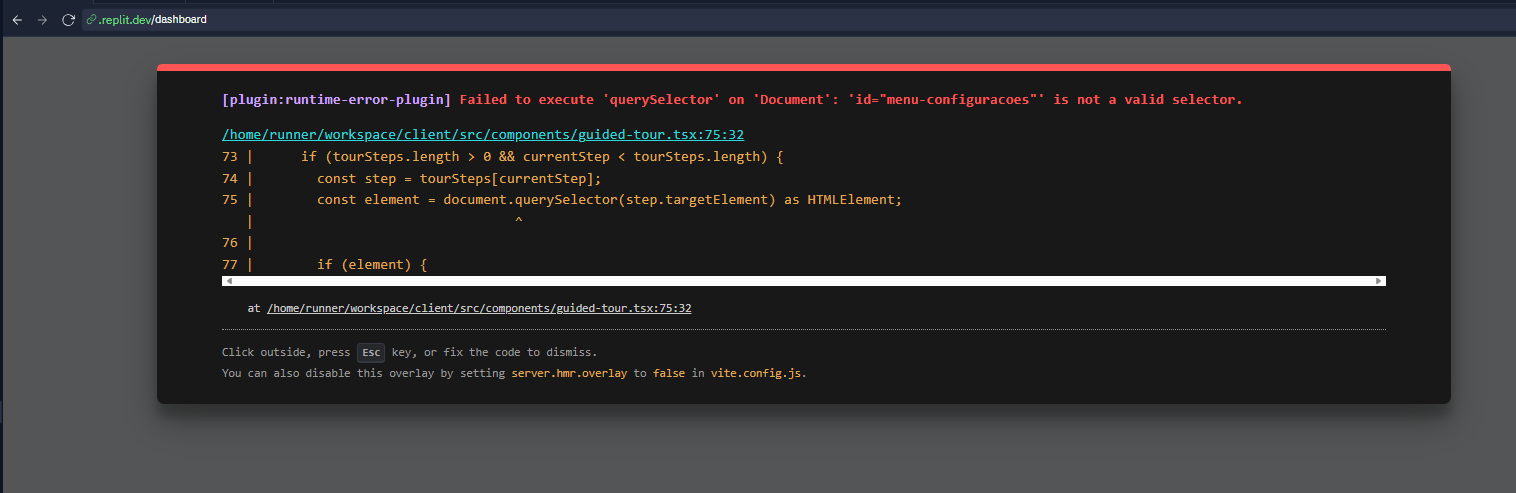 .replit.dev/dashboard
[plugin:runtime-error-plugin] Failed to execute 'querySelector' on 'Document': 'id="menu-configuracoes"' is not a valid selector.
/home/runner/workspace/client/src/components/guided-tour.tsx:75:32
73 |      if (tourSteps.length > 0 && currentStep < tourSteps.length) {
74 |        const step = tourSteps[currentStep];
75 |        const element = document.querySelector(step.targetElement) as HTMLElement;
   |                                 ^
76 |
77 |        if (element) {
at /home/runner/workspace/client/src/components/guided-tour.tsx:75:32
Click outside, press Esc key, or fix the code to dismiss.
You can also disable this overlay by setting server.hmr.overlay to false in vite.config.js.